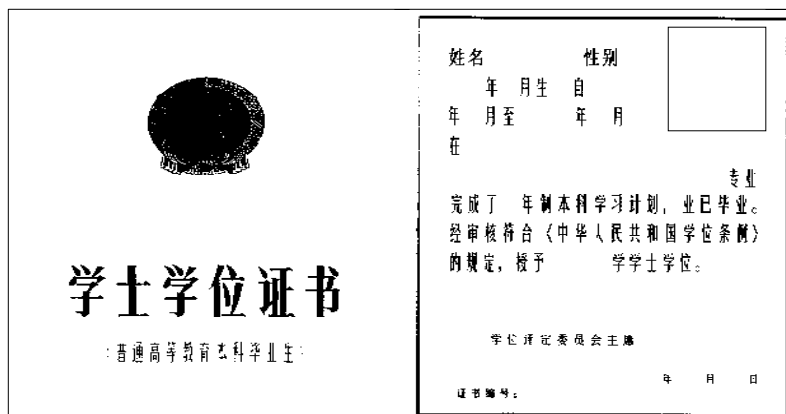 学士学位证书
(普通高等教育本科毕业生)
姓名 性别
年 月生 自
年 月至 年 月
在
专业
完成了 年制本科学习计划，业已毕业。
经审核符合《中华人民共和国学位条例》
的规定，授予 学学士学位。
学位评定委员会主席
年 月 日
证书编号：